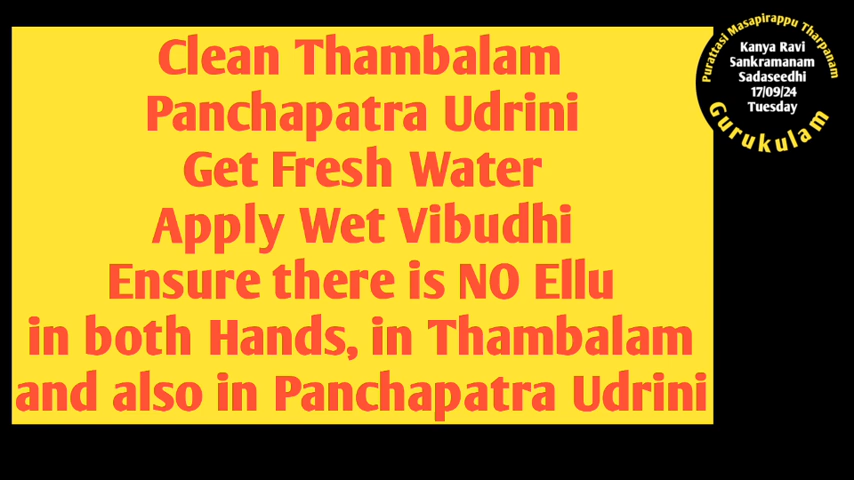 Clean Thambalam
Panchapatra Udrini
Get Fresh Water
Apply Wet Vibudhi
Ensure there is NO Ellu
in both Hands, in Thambalam
and also in Panchapatra Udrini
Purattasi Masapirappu Tharpanam
Kanya Ravi
Sankramanam
Sadaseedhi
17/09/24
Tuesday
Gurukulam